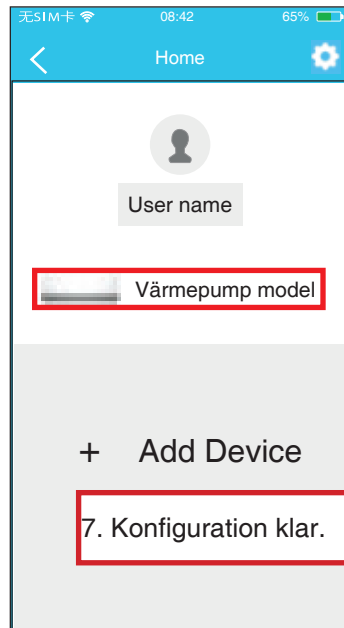 无SIM卡 08:42 65%
Home
User name
Värmepump model
+ Add Device
7. Konfiguration klar.